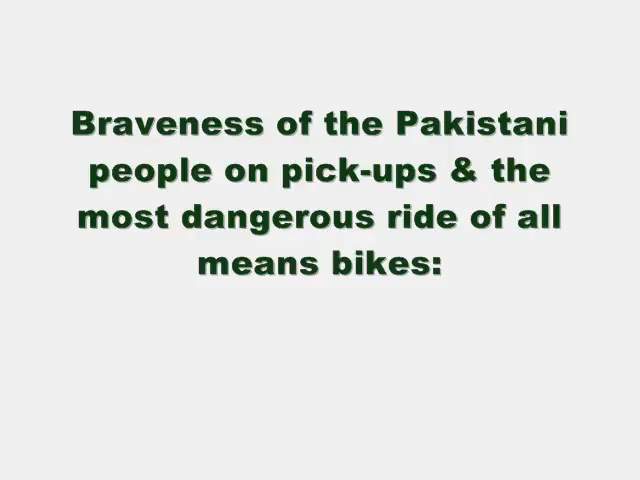 Braveness of the Pakistani
people on pick-ups & the
most dangerous ride of all
means bikes: